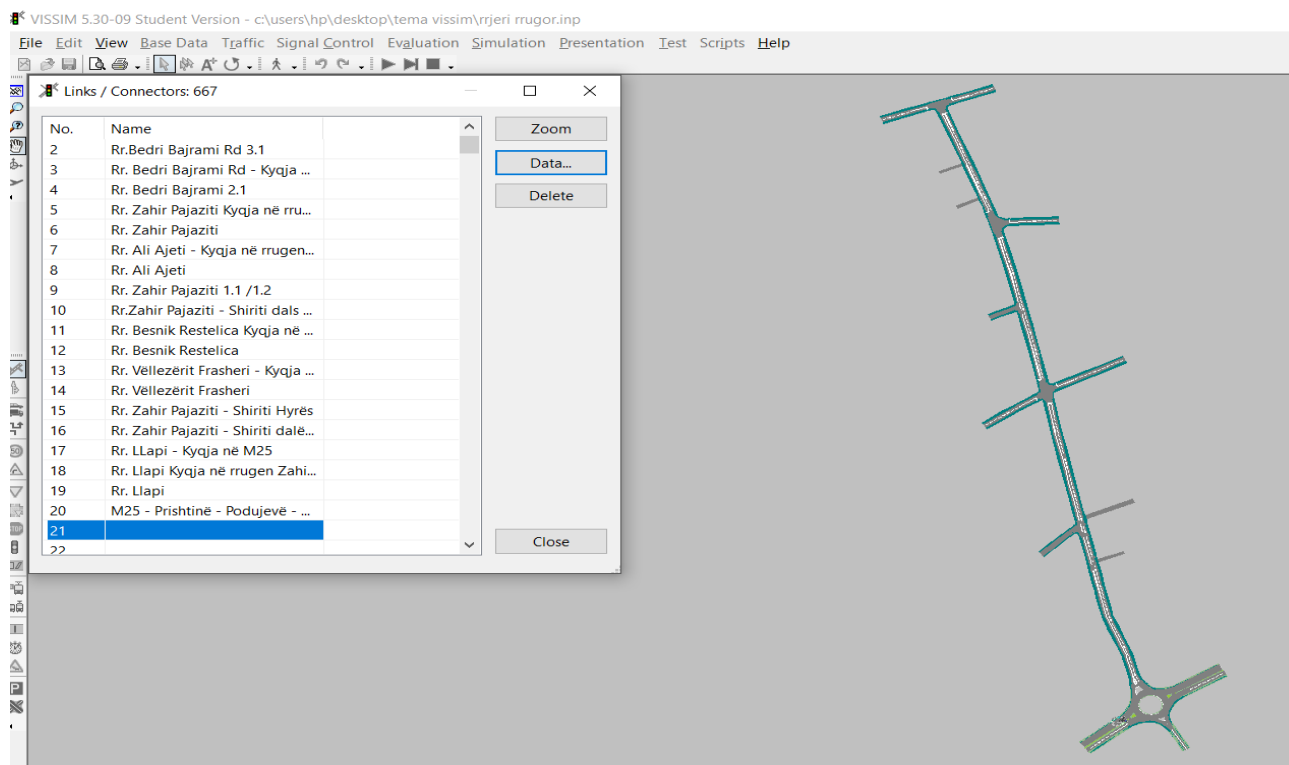 VISSIM 5.30-09 Student Version - c:\users\hp\desktop\tema vissim\rrjeri rrugor.inp
File Edit View Base Data Traffic Signal Control Evaluation Simulation Presentation Test Scripts Help
Links / Connectors: 667
No. Name
2 Rr.Bedri Bajrami Rd 3.1
3 Rr. Bedri Bajrami Rd - Kyqja ...
4 Rr. Bedri Bajrami 2.1
5 Rr. Zahir Pajaziti Kyqja në rru...
6 Rr. Zahir Pajaziti
7 Rr. Ali Ajeti - Kyqja në rrugen...
8 Rr. Ali Ajeti
9 Rr. Zahir Pajaziti 1.1 /1.2
10 Rr.Zahir Pajaziti - Shiriti dals ...
11 Rr. Besnik Restelica Kyqja në ...
12 Rr. Besnik Restelica
13 Rr. Vëllezërit Frasheri - Kyqja ...
14 Rr. Vëllezërit Frasheri
15 Rr. Zahir Pajaziti - Shiriti Hyrës
16 Rr. Zahir Pajaziti - Shiriti dalë...
17 Rr. LLapi - Kyqja në M25
18 Rr. Llapi Kyqja në rrugen Zahi...
19 Rr. Llapi
20 M25 - Prishtinë - Podujevë - ...
21
22
Zoom
Data...
Delete
Close